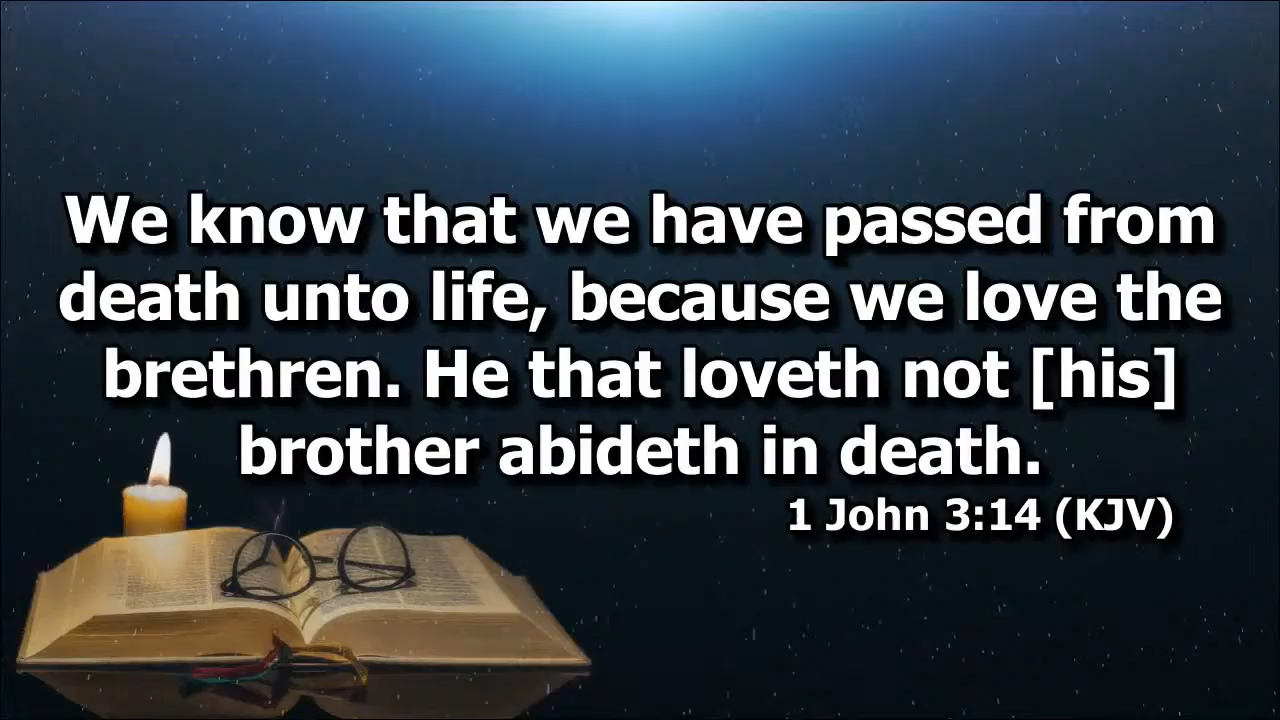 We know that we have passed from
death unto life, because we love the
brethren. He that loveth not [his]
brother abideth in death.
1 John 3:14 (KJV)